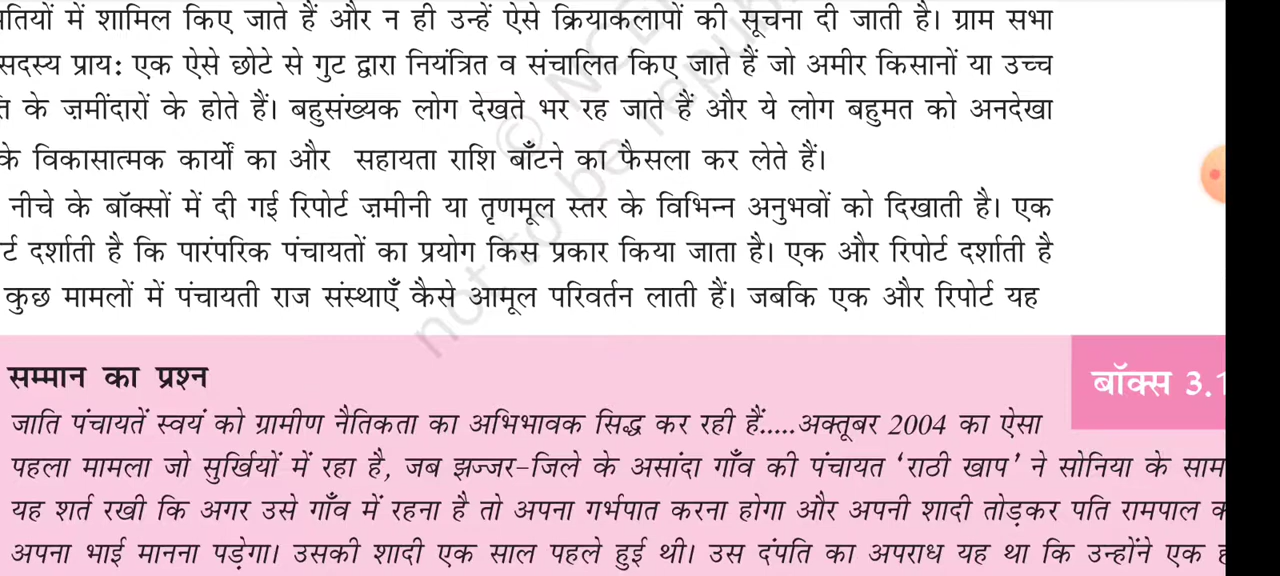 में शामिल किए जाते हैं और न ही उन्हें ऐसे क्रियाकलापों की सूचना दी जाती है। ग्राम सभा
सदस्य प्राय: एक ऐसे छोटे से गुट द्वारा नियंत्रित व संचालित किए जाते हैं जो अमीर किसानों या उच्च
के ज़मींदारों के होते हैं। बहुसंख्यक लोग देखते भर रह जाते हैं और ये लोग बहुमत को अनदेखा
के विकासात्मक कार्यों का और सहायता राशि बाँटने का फैसला कर लेते हैं।
नीचे के बॉक्सों में दी गई रिपोर्ट ज़मीनी या तृणमूल स्तर के विभिन्न अनुभवों को दिखाती है। एक
दर्शाती है कि पारंपरिक पंचायतों का प्रयोग किस प्रकार किया जाता है। एक और रिपोर्ट दर्शाती है
कुछ मामलों में पंचायती राज संस्थाएँ कैसे आमूल परिवर्तन लाती हैं। जबकि एक और रिपोर्ट यह
not to be republ
सम्मान का प्रश्न
बॉक्स 3.1
जाति पंचायतें स्वयं को ग्रामीण नैतिकता का अभिभावक सिद्ध कर रही हैं.....अक्तूबर 2004 का ऐसा
पहला मामला जो सुर्खियों में रहा है, जब झज्जर-जिले के असांदा गाँव की पंचायत ‘राठी खाप’ ने सोनिया के
यह शर्त रखी कि अगर उसे गाँव में रहना है तो अपना गर्भपात करना होगा और अपनी शादी तोड़कर पति रामपाल
अपना भाई मानना पड़ेगा। उसकी शादी एक साल पहले हुई थी। उस दंपति का अपराध यह था कि उन्होंने एक